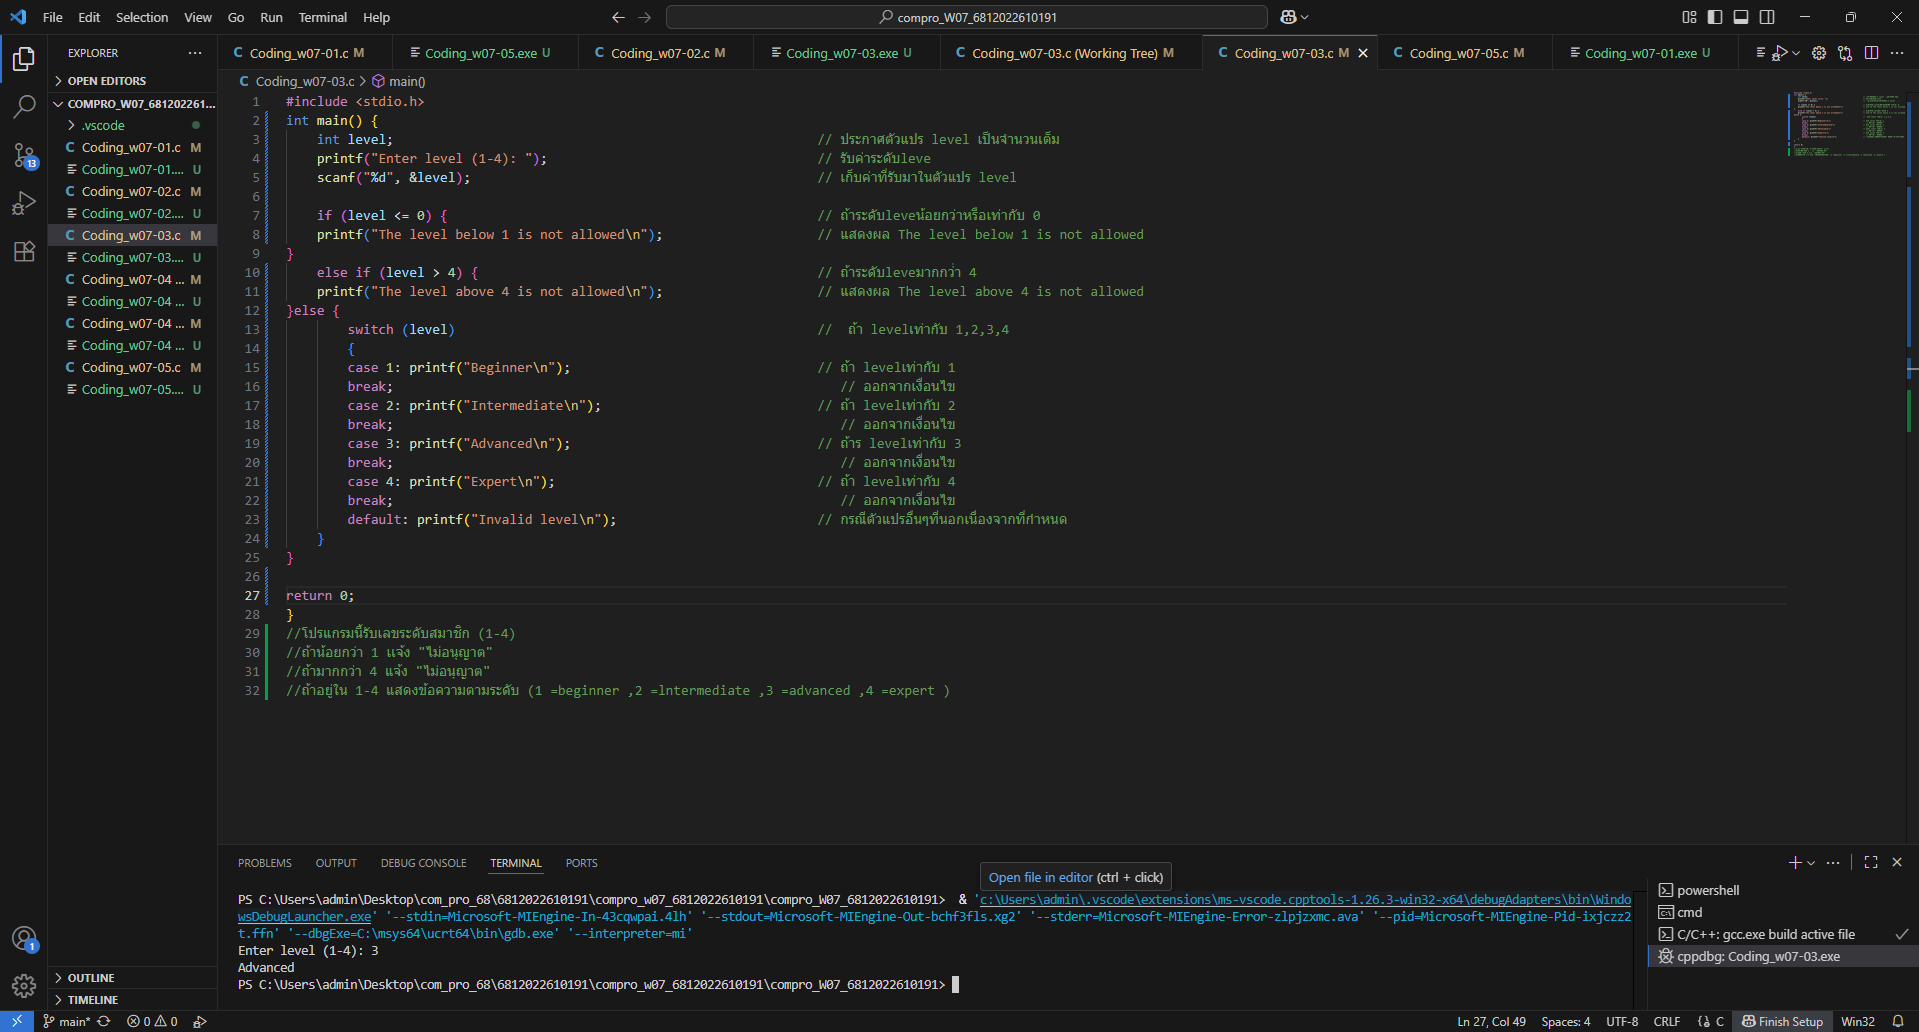 File Edit Selection View Go Run Terminal Help
compro_W07_6812022610191
EXPLORER
OPEN EDITORS
COMPRO_W07_681202261...
.vscode
Coding_w07-01.c M
Coding_w07-01.... U
Coding_w07-02.c M
Coding_w07-02.... U
Coding_w07-03.c M
Coding_w07-03.... U
Coding_w07-04 ... M
Coding_w07-04 ... U
Coding_w07-04 ... M
Coding_w07-04 ... U
Coding_w07-05.c M
Coding_w07-05.... U
OUTLINE
TIMELINE
13
1
Coding_w07-01.c M Coding_w07-05.exe U Coding_w07-02.c M Coding_w07-03.exe U Coding_w07-03.c (Working Tree) M Coding_w07-03.c M Coding_w07-05.c M Coding_w07-01.exe U
Coding_w07-03.c > main()
1 #include <stdio.h>
2 int main() {
3 int level; // ประกาศตัวแปร level เป็นจำนวนเต็ม
4 printf("Enter level (1-4): "); // รับค่าระดับleve
5 scanf("%d", &level); // เก็บค่าที่รับมาในตัวแปร level
6
7 if (level <= 0) { // ถ้าระดับleveน้อยกว่าหรือเท่ากับ 0
8 printf("The level below 1 is not allowed\n"); // แสดงผล The level below 1 is not allowed
9 }
10 else if (level > 4) { // ถ้าระดับleveมากกว่า 4
11 printf("The level above 4 is not allowed\n"); // แสดงผล The level above 4 is not allowed
12 }else {
13 switch (level) // ถ้า levelเท่ากับ 1,2,3,4
14 {
15 case 1: printf("Beginner\n"); // ถ้า levelเท่ากับ 1
16 break; // ออกจากเงื่อนไข
17 case 2: printf("Intermediate\n"); // ถ้า levelเท่ากับ 2
18 break; // ออกจากเงื่อนไข
19 case 3: printf("Advanced\n"); // ถ้าร levelเท่ากับ 3
20 break; // ออกจากเงื่อนไข
21 case 4: printf("Expert\n"); // ถ้า levelเท่ากับ 4
22 break; // ออกจากเงื่อนไข
23 default: printf("Invalid level\n"); // กรณีตัวแปรอื่นๆที่นอกเนื่องจากที่กำหนด
24 }
25 }
26
27 return 0;
28 }
29 //โปรแกรมนี้รับเลขระดับสมาชิก (1-4)
30 //ถ้าน้อยกว่า 1 แจ้ง "ไม่อนุญาต"
31 //ถ้ามากกว่า 4 แจ้ง "ไม่อนุญาต"
32 //ถ้าอยู่ใน 1-4 แสดงข้อความตามระดับ (1 =beginner ,2 =lntermediate ,3 =advanced ,4 =expert )
PROBLEMS OUTPUT DEBUG CONSOLE TERMINAL PORTS
Open file in editor (ctrl + click)
PS C:\Users\admin\Desktop\com_pro_68\6812022610191\compro_w07_6812022610191\compro_W07_6812022610191> & 'c:\Users\admin\.vscode\extensions\ms-vscode.cpptools-1.26.3-win32-x64\debugAdapters\bin\Windo
wsDebugLauncher.exe' '--stdin=Microsoft-MIEngine-In-43cqwpai.4lh' '--stdout=Microsoft-MIEngine-Out-bchf3fls.xg2' '--stderr=Microsoft-MIEngine-Error-zlpjzxmc.ava' '--pid=Microsoft-MIEngine-Pid-ixjczz2
t.ffn' '--dbgExe=C:\msys64\ucrt64\bin\gdb.exe' '--interpreter=mi'
Enter level (1-4): 3
Advanced
PS C:\Users\admin\Desktop\com_pro_68\6812022610191\compro_w07_6812022610191\compro_W07_6812022610191>
powershell
cmd
C/C++: gcc.exe build active file
cppdbg: Coding_w07-03.exe
main* 0 0 Ln 27, Col 49 Spaces: 4 UTF-8 CRLF {} C Finish Setup Win32